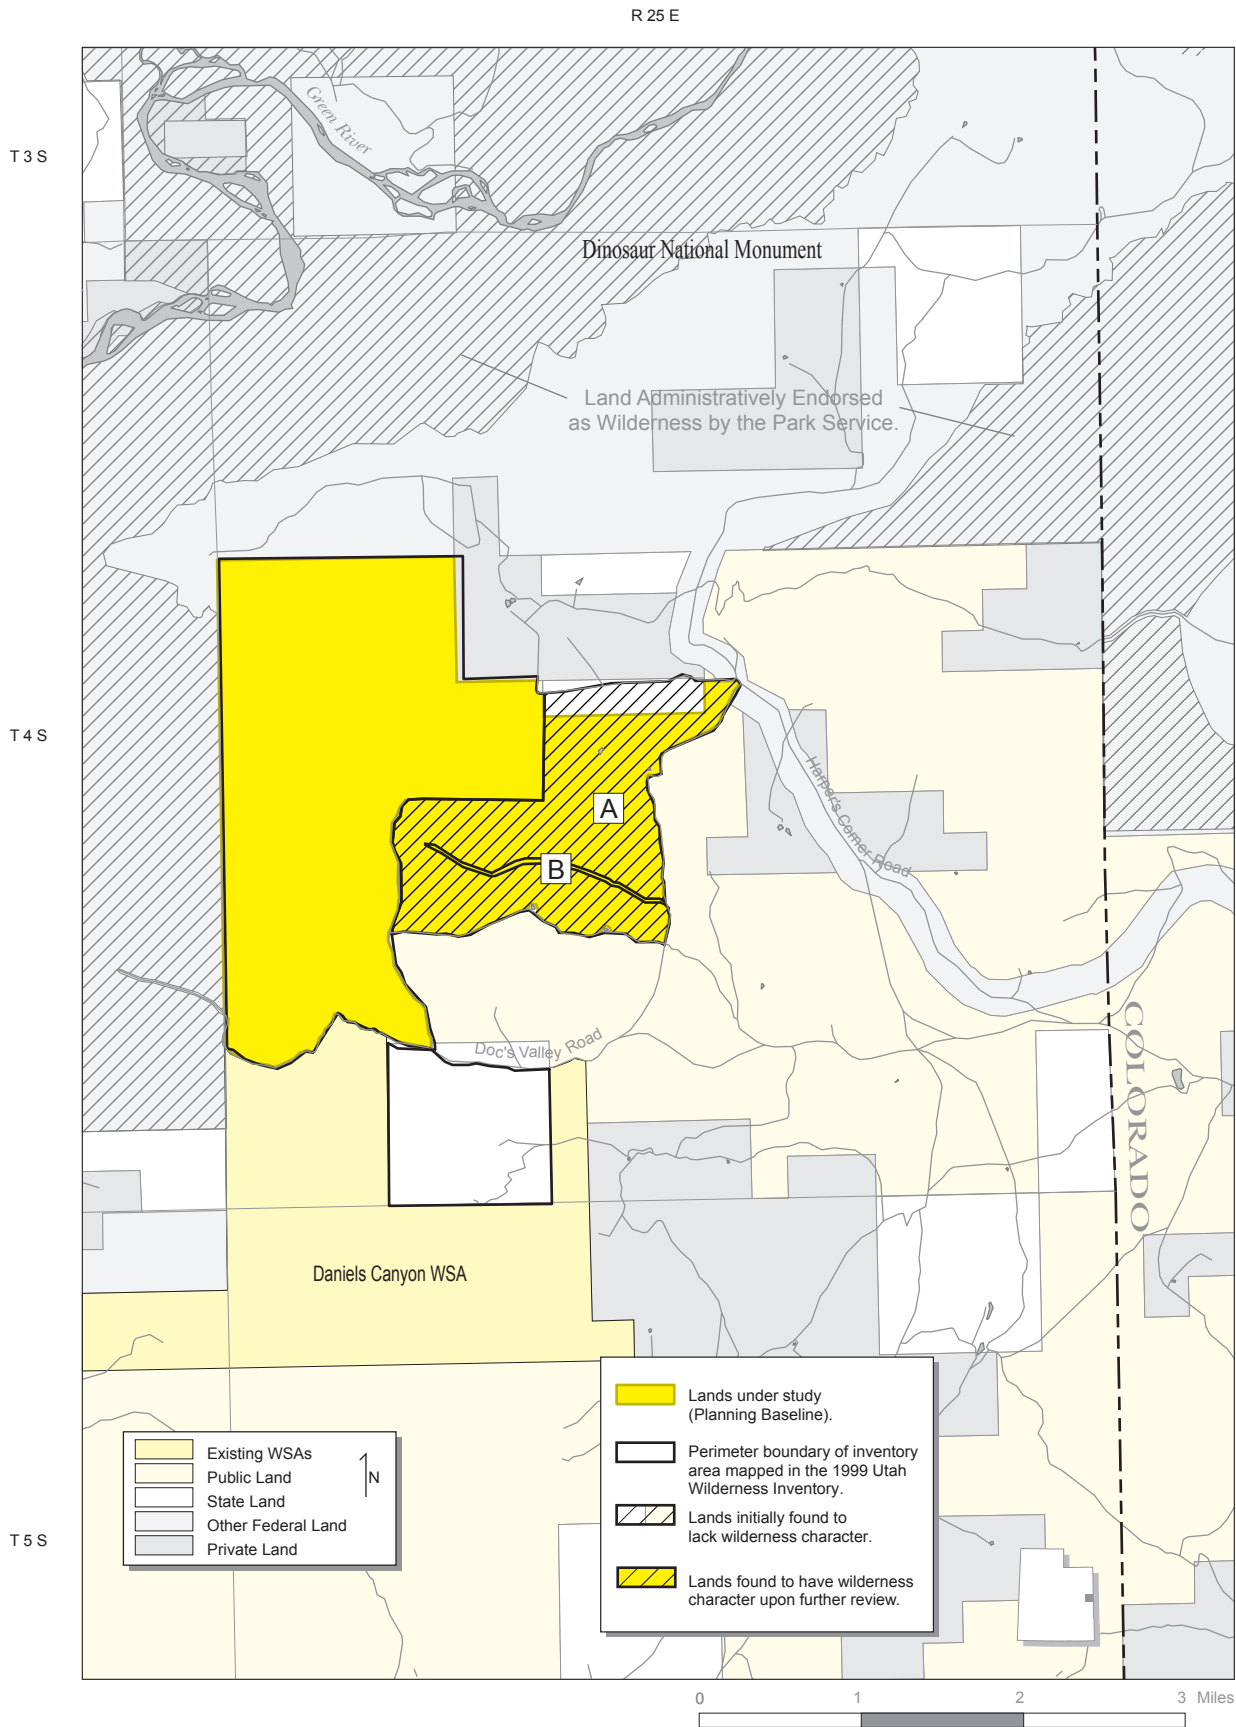 R 25 E
T 3 S
Green River
Dinosaur National Monument
Land Administratively Endorsed
as Wilderness by the Park Service.
T 4 S
A
B
Harper's Corner Road
Doc's Valley Road
COLORADO
Daniels Canyon WSA
Lands under study
(Planning Baseline).
Perimeter boundary of inventory
area mapped in the 1999 Utah
Wilderness Inventory.
Lands initially found to
lack wilderness character.
Lands found to have wilderness
character upon further review.
Existing WSAs
Public Land
State Land
Other Federal Land
Private Land
N
T 5 S
0 1 2 3 Miles